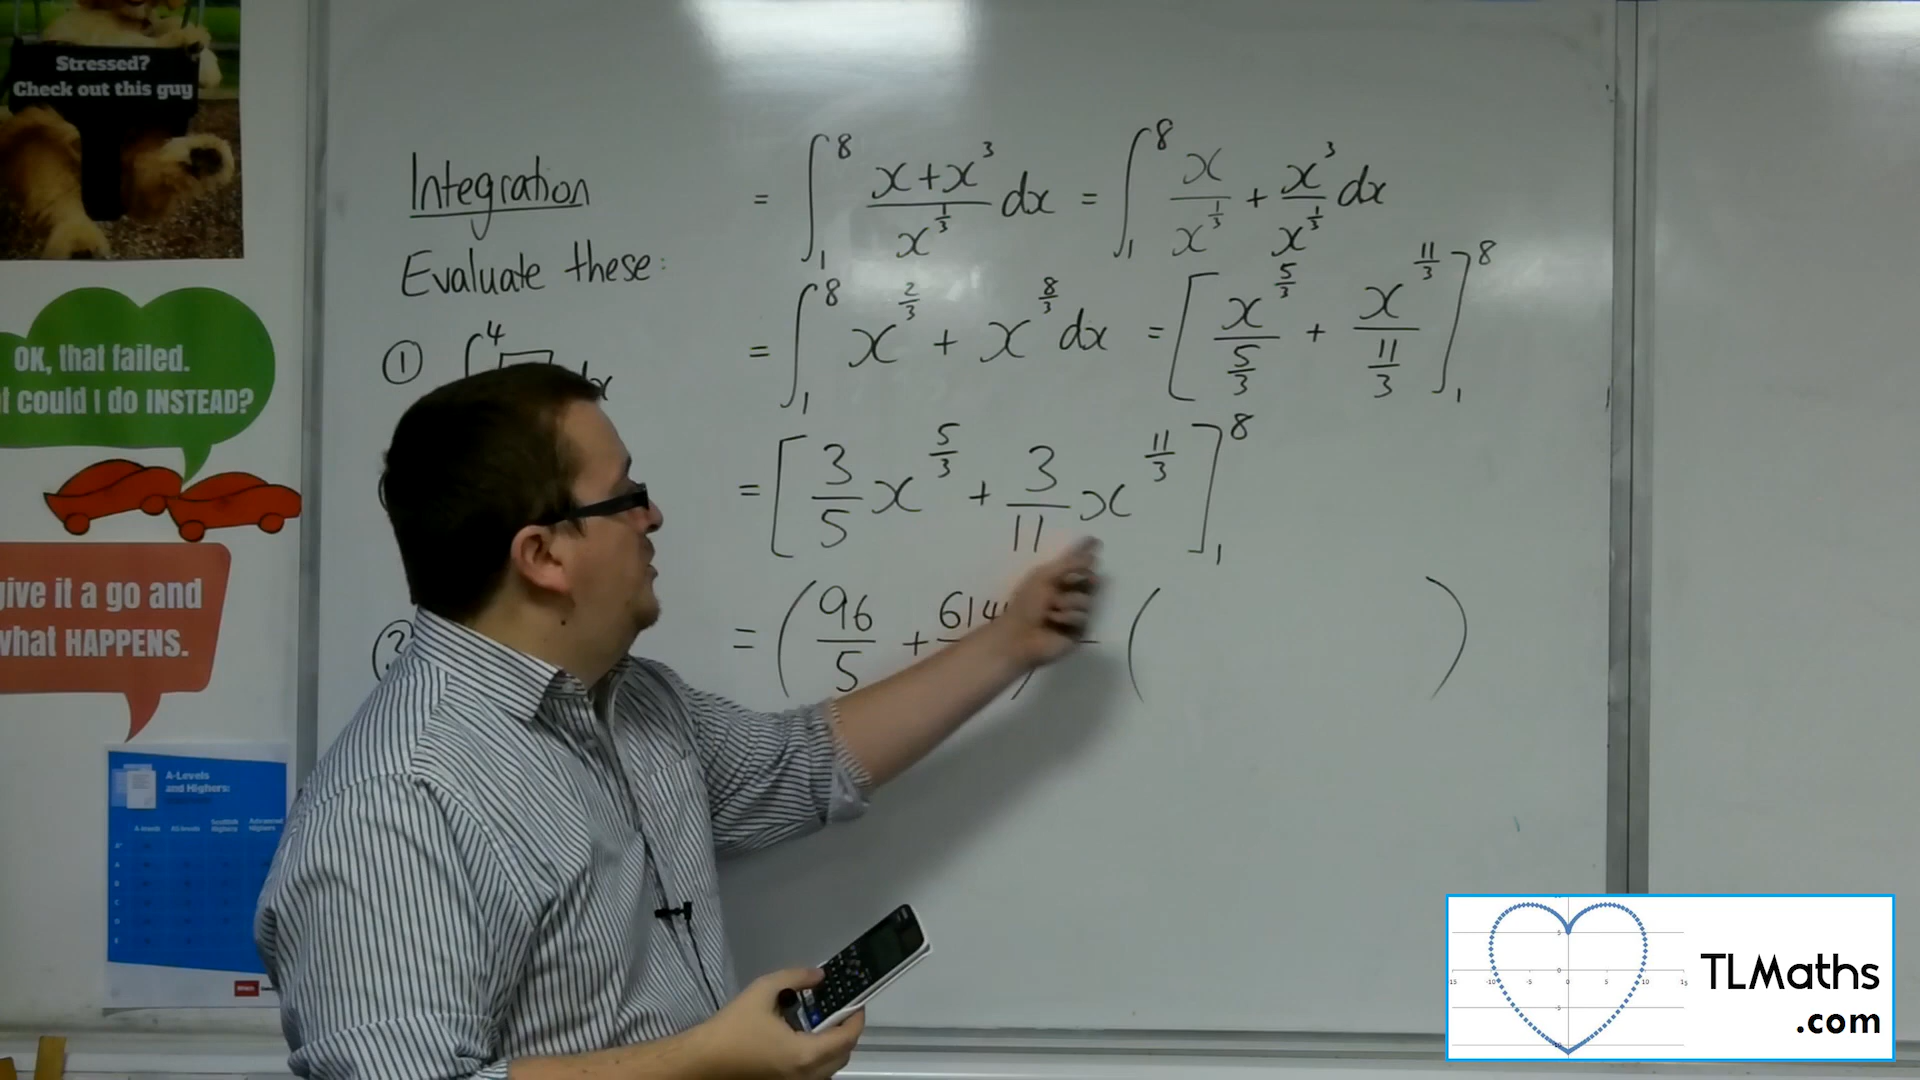 Stressed?
Check out this guy
OK, that failed.
t could I do INSTEAD?
give it a go and
what HAPPENS.
A-Levels
and Highers:
Integration
Evaluate these:
① ∫ 4 dx
= ∫₁⁸ (x+x³)/x^(1/3) dx = ∫₁⁸ x/x^(1/3) + x³/x^(1/3) dx
= ∫₁⁸ x^(2/3) + x^(8/3) dx = [x^(5/3)/(5/3) + x^(11/3)/(11/3)]₁⁸
= [3/5 x^(5/3) + 3/11 x^(11/3)]₁⁸
= (96/5 + 614 ) − ( )
TLMaths
.com